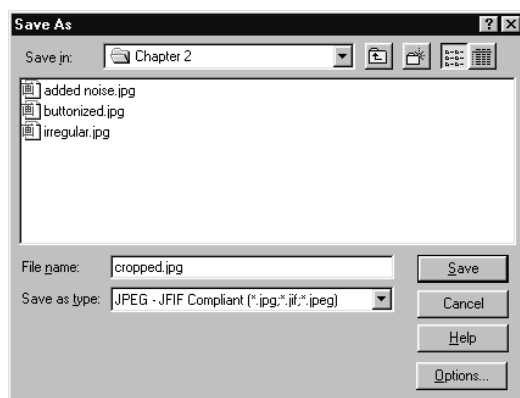 Save As
Save in: Chapter 2
added noise.jpg
buttonized.jpg
irregular.jpg
File name: cropped.jpg Save
Save as type: JPEG - JFIF Compliant (*.jpg;*.jif;*.jpeg) Cancel
Help
Options...